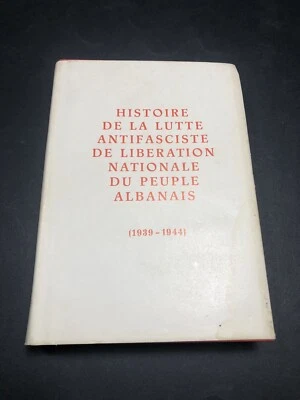 HISTOIRE
DE LA LUTTE
ANTIFASCISTE
DE LIBERATION
NATIONALE
DU PEUPLE
ALBANAIS
(1939-1944)